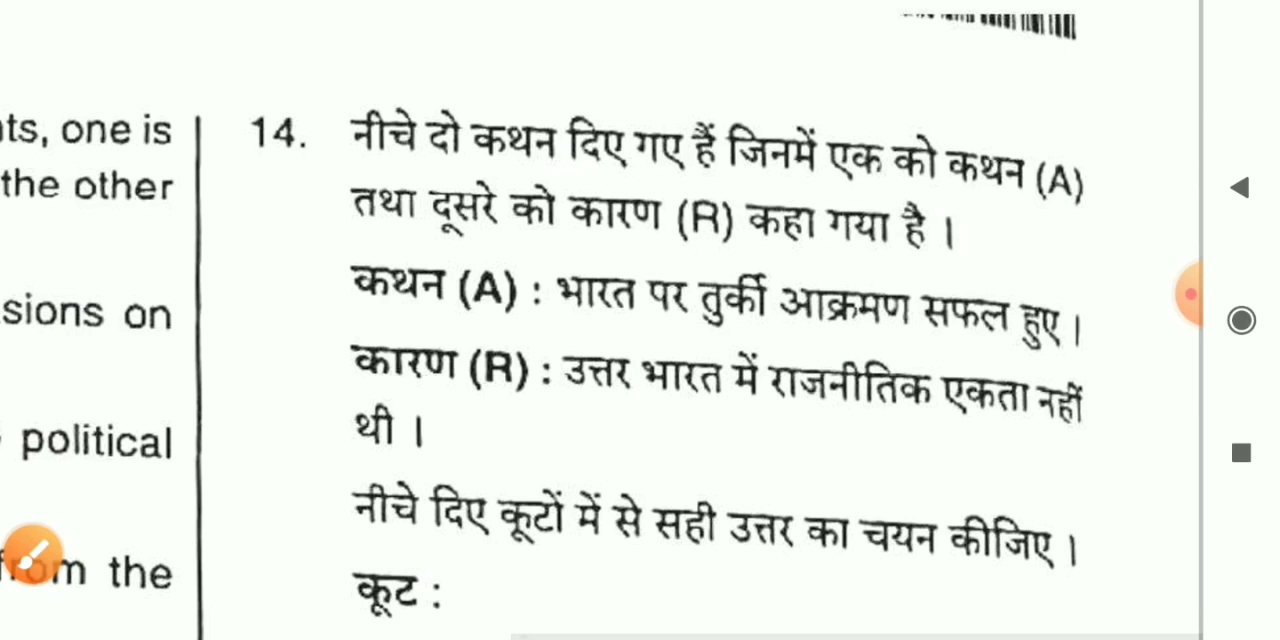 ts, one is
the other
sions on
political
from the
14. नीचे दो कथन दिए गए हैं जिनमें एक को कथन (A)
तथा दूसरे को कारण (R) कहा गया है ।
कथन (A) : भारत पर तुर्की आक्रमण सफल हुए ।
कारण (R) : उत्तर भारत में राजनीतिक एकता नहीं
थी ।
नीचे दिए कूटों में से सही उत्तर का चयन कीजिए ।
कूट :